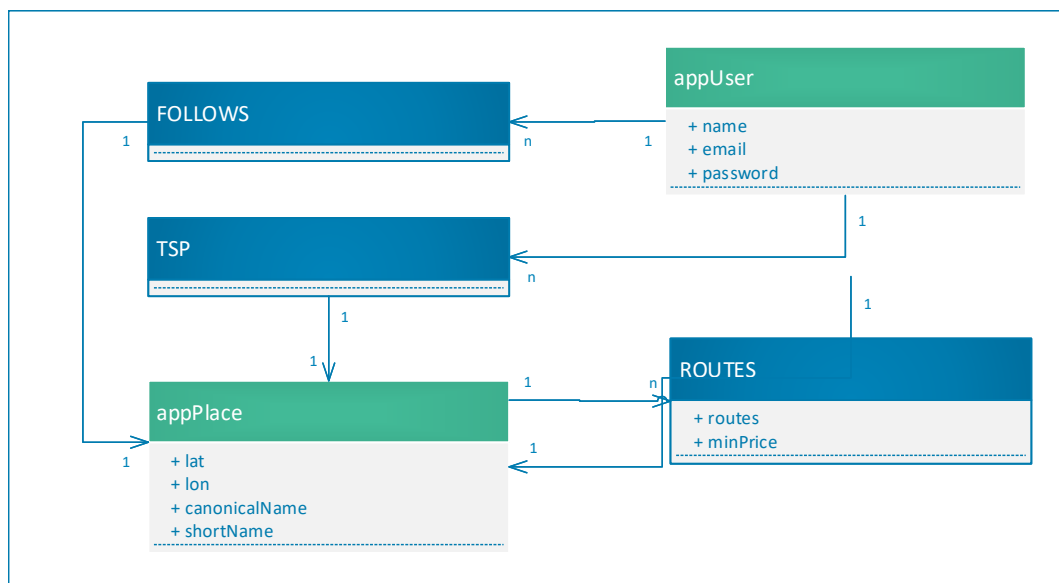 appUser
+ name
+ email
+ password
FOLLOWS
1
n
1
TSP
1
n
1
1
1
ROUTES
+ routes
+ minPrice
1
n
1
appPlace
+ lat
+ lon
+ canonicalName
+ shortName
1